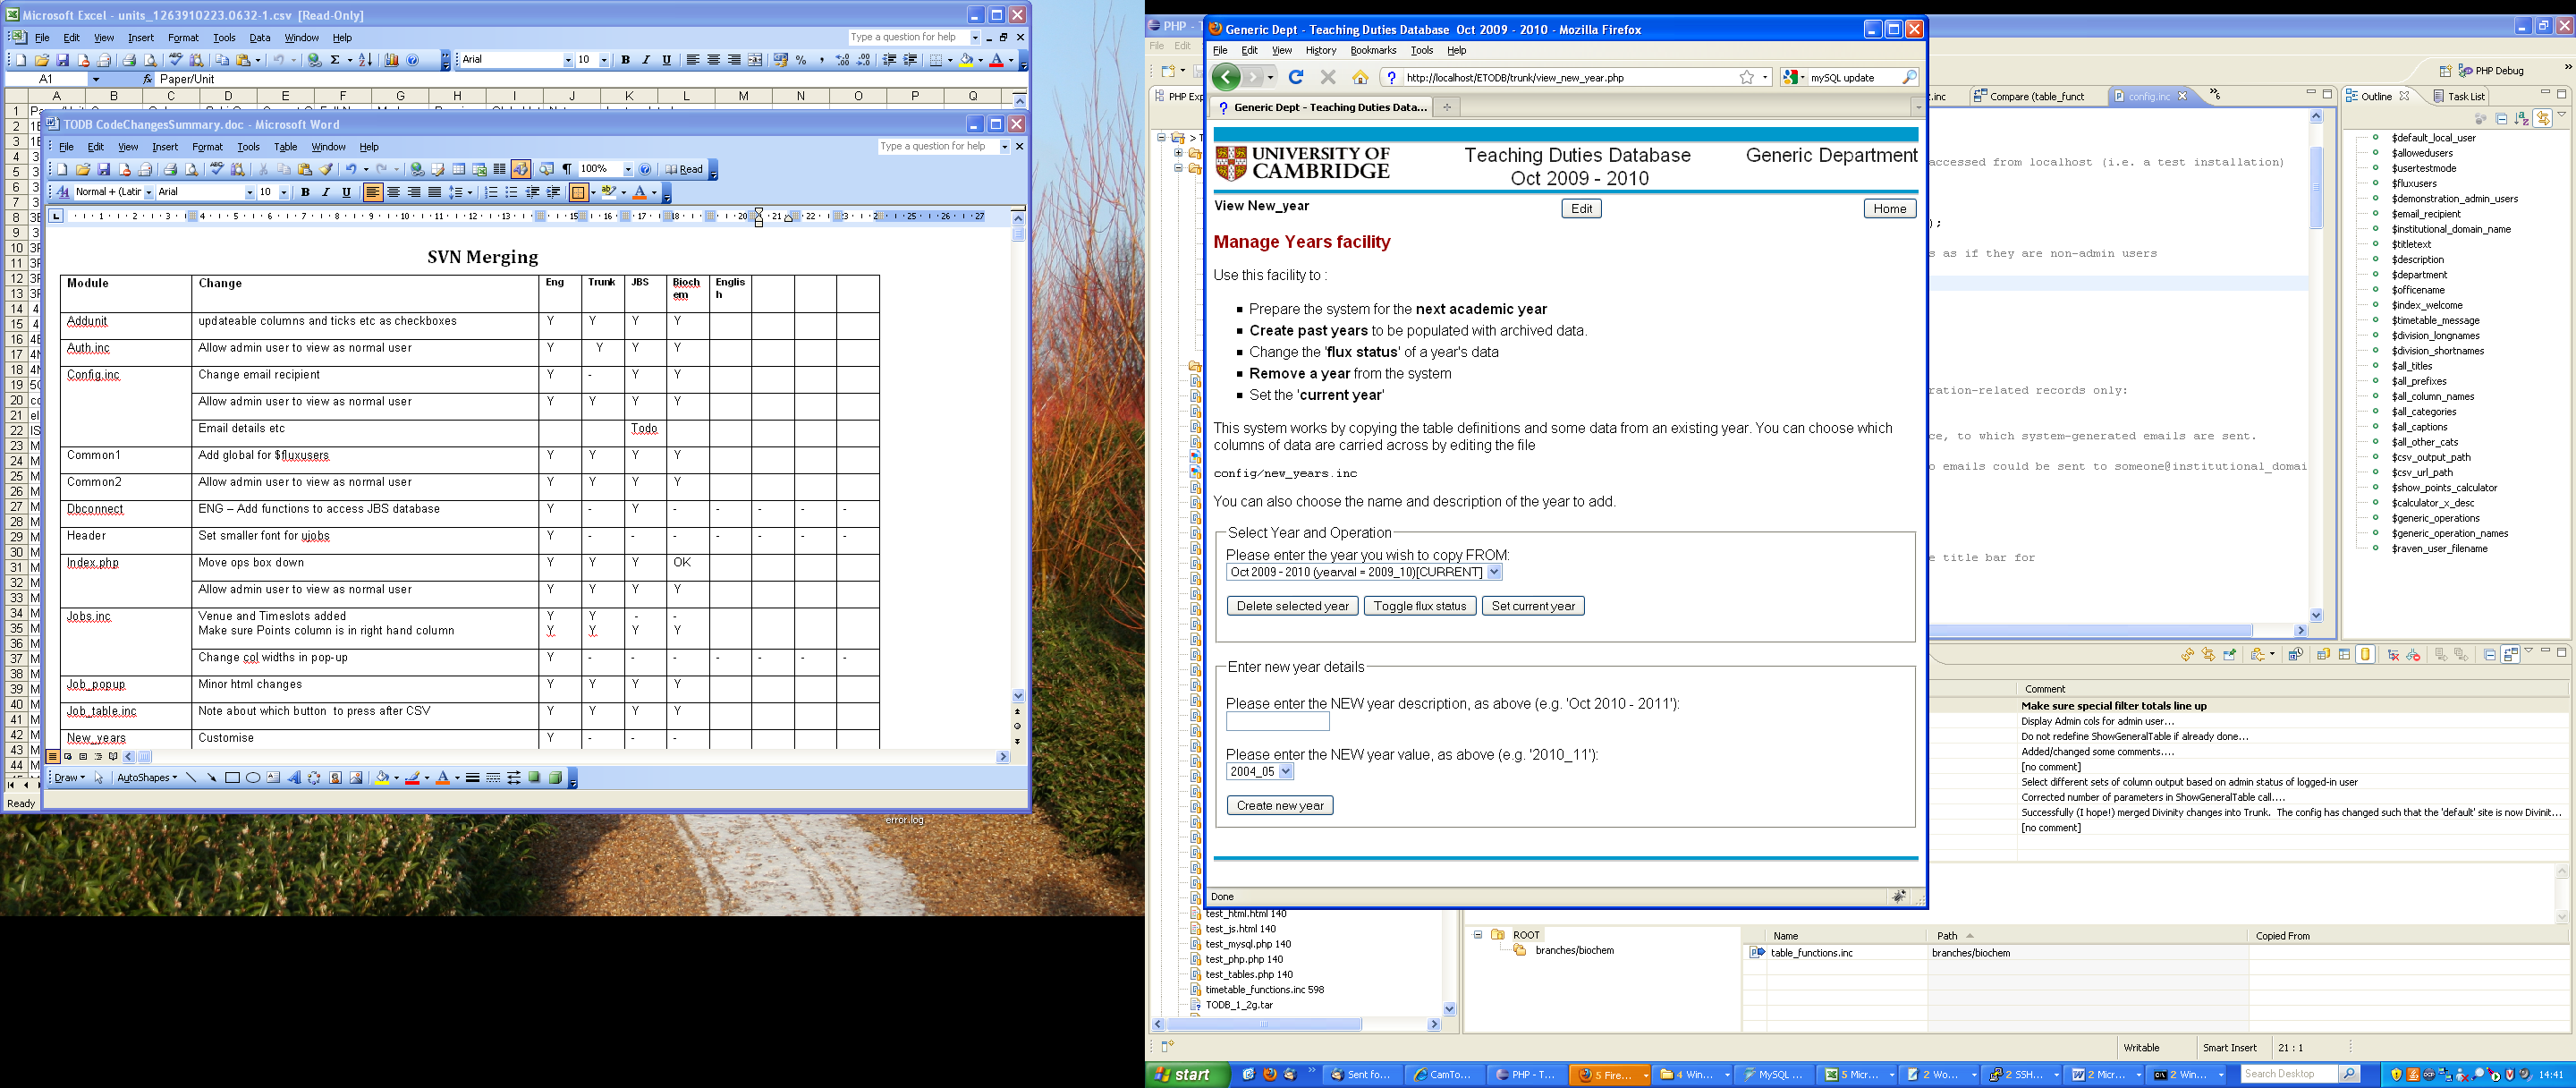 Microsoft Excel - units_1263910223.0632-1.csv [Read-Only]
File Edit View Insert Format Tools Data Window Help
Type a question for help
Arial 10
A1 fx Paper/Unit
A B C D E F G H I J K L M N O P Q
TODB CodeChangesSummary.doc - Microsoft Word
File Edit View Insert Format Tools Table Window Help
Type a question for help
100% Read
Normal + (Latir Arial 10
SVN Merging
Module Change Eng Trunk JBS Biochem English
Addunit updateable columns and ticks etc as checkboxes Y Y Y Y
Auth.inc Allow admin user to view as normal user Y Y Y Y
Config.inc Change email recipient Y - Y Y
Allow admin user to view as normal user Y Y Y Y
Email details etc Todo
Common1 Add global for $fluxusers Y Y Y Y
Common2 Allow admin user to view as normal user Y Y Y Y
Dbconnect ENG – Add functions to access JBS database Y - Y - - - - -
Header Set smaller font for ujobs Y - - - - - - -
Index.php Move ops box down Y Y Y OK
Allow admin user to view as normal user Y Y Y Y
Jobs.inc Venue and Timeslots added Y Y - -
Make sure Points column is in right hand column Y Y Y Y
Change col widths in pop-up Y - - - - - - -
Job_popup Minor html changes Y Y Y Y
Job_table.inc Note about which button to press after CSV Y Y Y Y
New_years Customise Y - - -
Draw AutoShapes
Ready
error.log
Generic Dept - Teaching Duties Database Oct 2009 - 2010 - Mozilla Firefox
File Edit View History Bookmarks Tools Help
http://localhost/ETODB/trunk/view_new_year.php
mySQL update
Generic Dept - Teaching Duties Data...
UNIVERSITY OF CAMBRIDGE
Teaching Duties Database
Oct 2009 - 2010
Generic Department
View New_year Edit Home
Manage Years facility
Use this facility to :
Prepare the system for the next academic year
Create past years to be populated with archived data.
Change the 'flux status' of a year's data
Remove a year from the system
Set the 'current year'
This system works by copying the table definitions and some data from an existing year. You can choose which
columns of data are carried across by editing the file
config/new_years.inc
You can also choose the name and description of the year to add.
Select Year and Operation
Please enter the year you wish to copy FROM:
Oct 2009 - 2010 (yearval = 2009_10)[CURRENT]
Delete selected year Toggle flux status Set current year
Enter new year details
Please enter the NEW year description, as above (e.g. 'Oct 2010 - 2011'):
Please enter the NEW year value, as above (e.g. '2010_11'):
2004_05
Create new year
Done
PHP Debug
.inc Compare (table_funct config.inc
Outline Task List
accessed from localhost (i.e. a test installation)
);
s as if they are non-admin users
ration-related records only:
ce, to which system-generated emails are sent.
o emails could be sent to someone@institutional_domai
e title bar for
$default_local_user
$allowedusers
$usertestmode
$fluxusers
$demonstration_admin_users
$email_recipient
$institutional_domain_name
$titletext
$description
$department
$officename
$index_welcome
$timetable_message
$division_longnames
$division_shortnames
$all_titles
$all_prefixes
$all_column_names
$all_categories
$all_captions
$all_other_cats
$csv_output_path
$csv_url_path
$show_points_calculator
$calculator_x_desc
$generic_operations
$generic_operation_names
$raven_user_filename
Comment
Make sure special filter totals line up
Display Admin cols for admin user...
Do not redefine ShowGeneralTable if already done...
Added/changed some comments....
[no comment]
Select different sets of column output based on admin status of logged-in user
Corrected number of parameters in ShowGeneralTable call....
Successfully (I hope!) merged Divinity changes into Trunk. The config has changed such that the 'default' site is now Divinit...
[no comment]
test_html.html 140
test_js.html 140
test_mysql.php 140
test_php.php 140
test_tables.php 140
timetable_functions.inc 598
TODB_1_2g.tar
ROOT
branches/biochem
Name Path Copied From
table_functions.inc branches/biochem
Writable Smart Insert 21 : 1
start Sent fo... CamTo... PHP - T... 5 Fire... 4 Win... MySQL ... 5 Micr... 2 Wo... 2 SSH... 2 Micr... 2 Win... Search Desktop 14:41